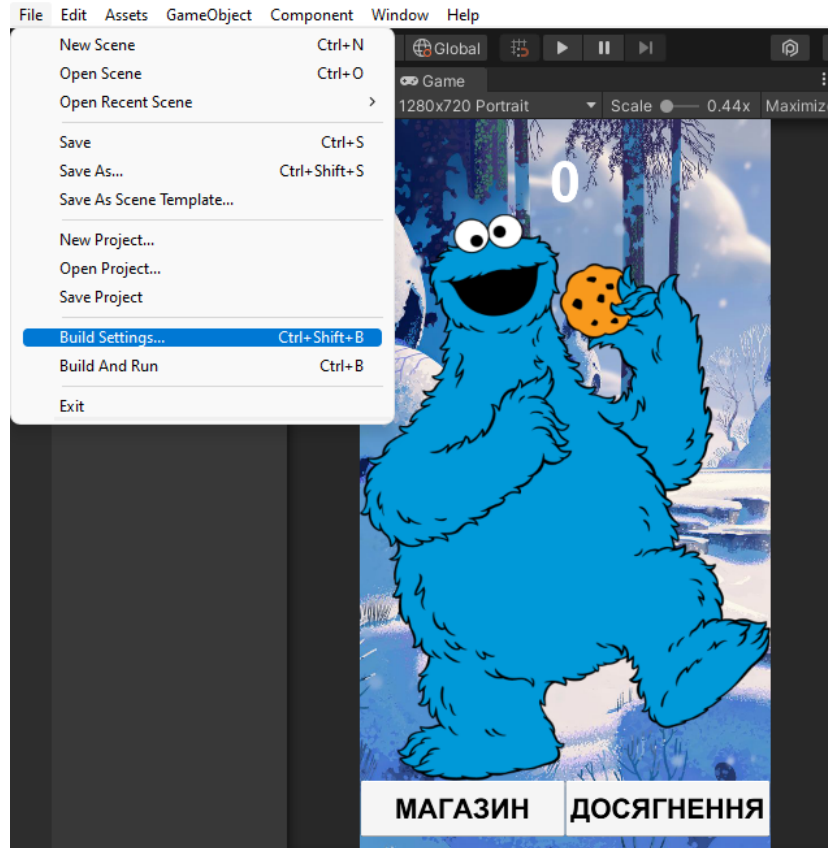 File Edit Assets GameObject Component Window Help
New Scene Ctrl+N
Open Scene Ctrl+O
Open Recent Scene >
Save Ctrl+S
Save As... Ctrl+Shift+S
Save As Scene Template...
New Project...
Open Project...
Save Project
Build Settings... Ctrl+Shift+B
Build And Run Ctrl+B
Exit
Global
Game
1280x720 Portrait Scale 0.44x Maximize
0
МАГАЗИН ДОСЯГНЕННЯ